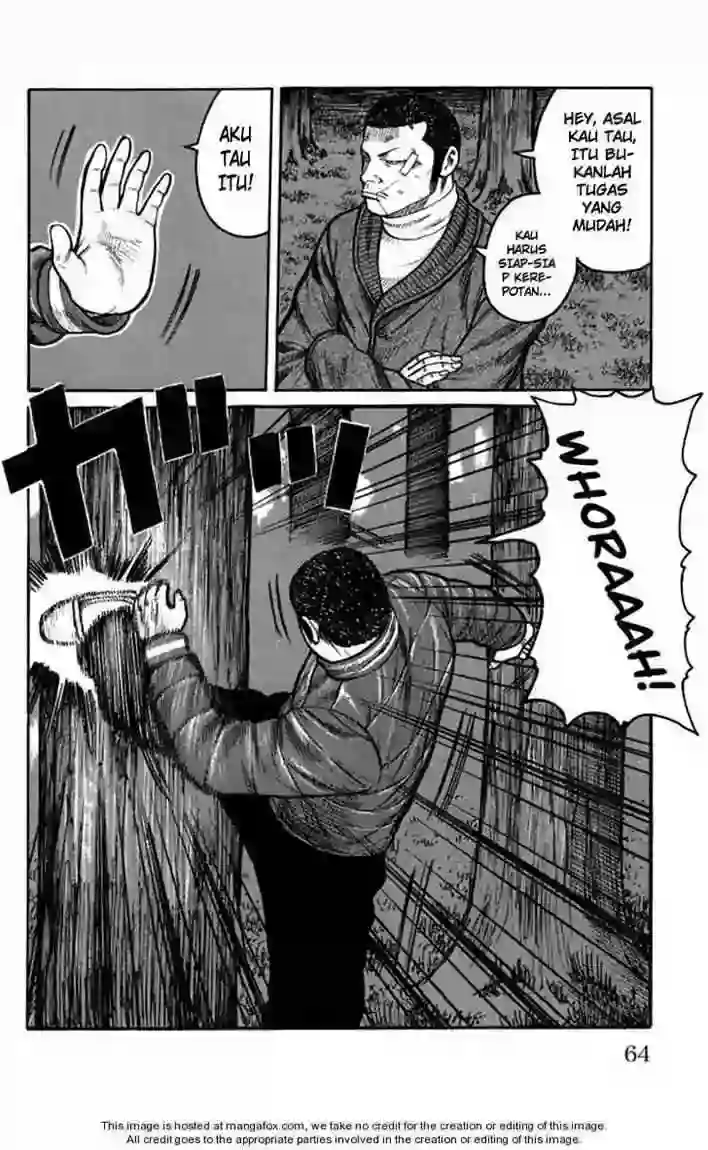 HEY, ASAL
KAU TAU,
ITU BU-
KANLAH
TUGAS
YANG
MUDAH!
KAU
HARUS
SIAP-SIA
P KERE-
POTAN...
AKU
TAU
ITU!
ガガッ
WHORAAAH!
64
This image is hosted at mangafox.com, we take no credit for the creation or editing of this image.
All credit goes to the appropriate parties involved in the creation or editing of this image.